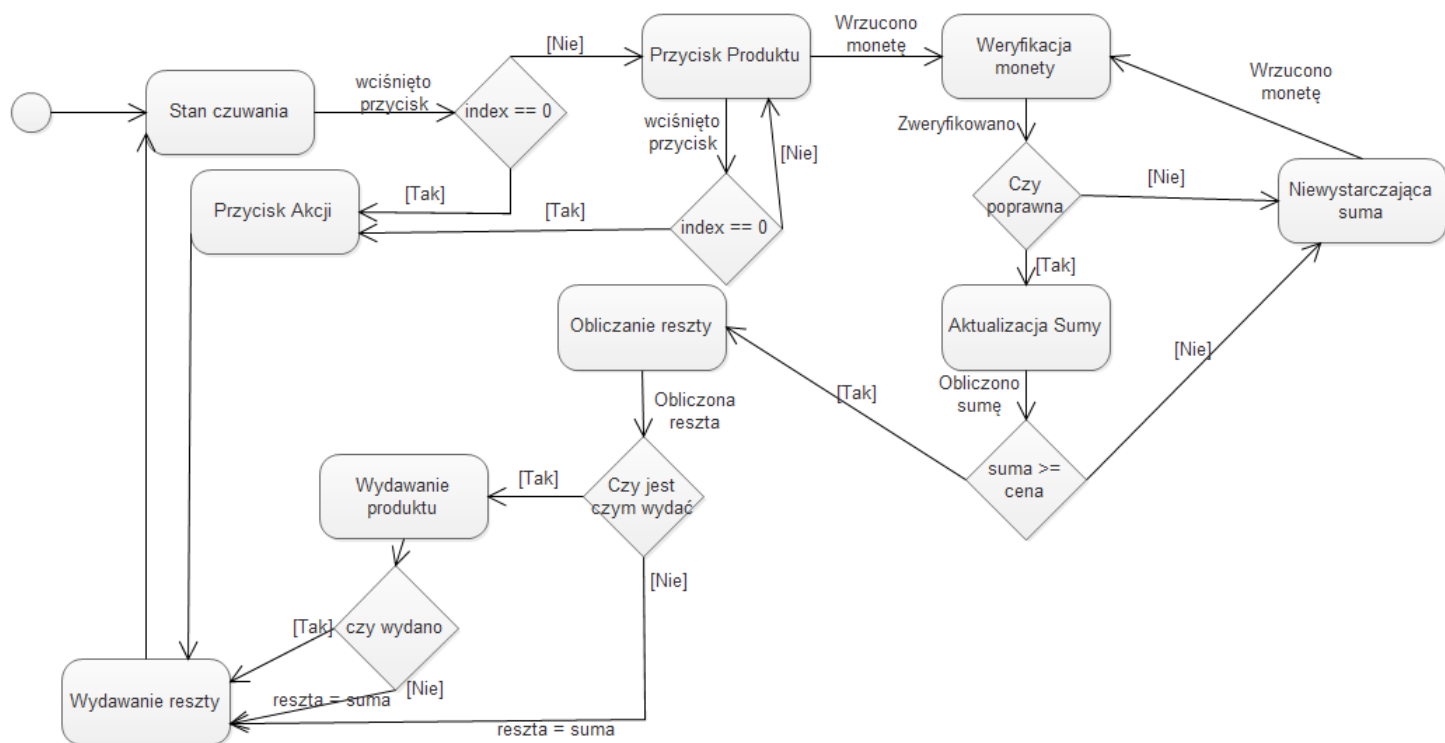 [Nie]
Przycisk Produktu
Wrzucono
monetę
Weryfikacja
monety
Wrzucono
monetę
Stan czuwania
wciśnięto
przycisk
index == 0
wciśnięto
przycisk
[Nie]
Zweryfikowano
[Tak]
Przycisk Akcji
[Tak]
index == 0
Czy
poprawna
[Nie]
Niewystarczająca
suma
[Tak]
Obliczanie reszty
Aktualizacja Sumy
[Nie]
Obliczona
reszta
[Tak]
Obliczono
sumę
suma >=
cena
Wydawanie
produktu
[Tak]
Czy jest
czym wydać
[Nie]
[Tak]
czy wydano
[Nie]
Wydawanie reszty
reszta = suma
reszta = suma